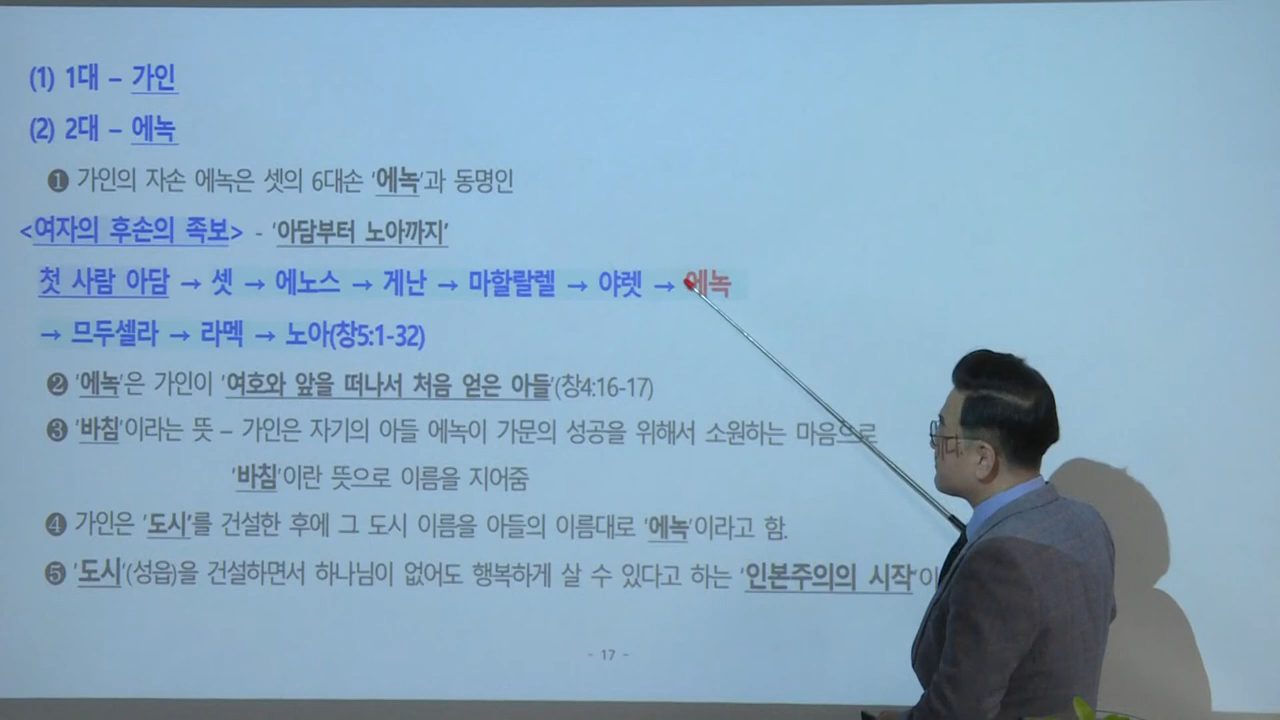 (1) 1대 – 가인
(2) 2대 – 에녹
❶ 가인의 자손 에녹은 셋의 6대손 '에녹'과 동명인
<여자의 후손의 족보> - '아담부터 노아까지'
첫 사람 아담 → 셋 → 에노스 → 게난 → 마할랄렐 → 야렛 → 에녹
→ 므두셀라 → 라멕 → 노아(창5:1-32)
❷ '에녹'은 가인이 '여호와 앞을 떠나서 처음 얻은 아들'(창4:16-17)
❸ '바침'이라는 뜻 – 가인은 자기의 아들 에녹이 가문의 성공을 위해서 소원하는 마음으로
'바침'이란 뜻으로 이름을 지어줌
❹ 가인은 '도시'를 건설한 후에 그 도시 이름을 아들의 이름대로 '에녹'이라고 함.
❺ '도시'(성읍)을 건설하면서 하나님이 없어도 행복하게 살 수 있다고 하는 '인본주의의 시작'이
- 17 -